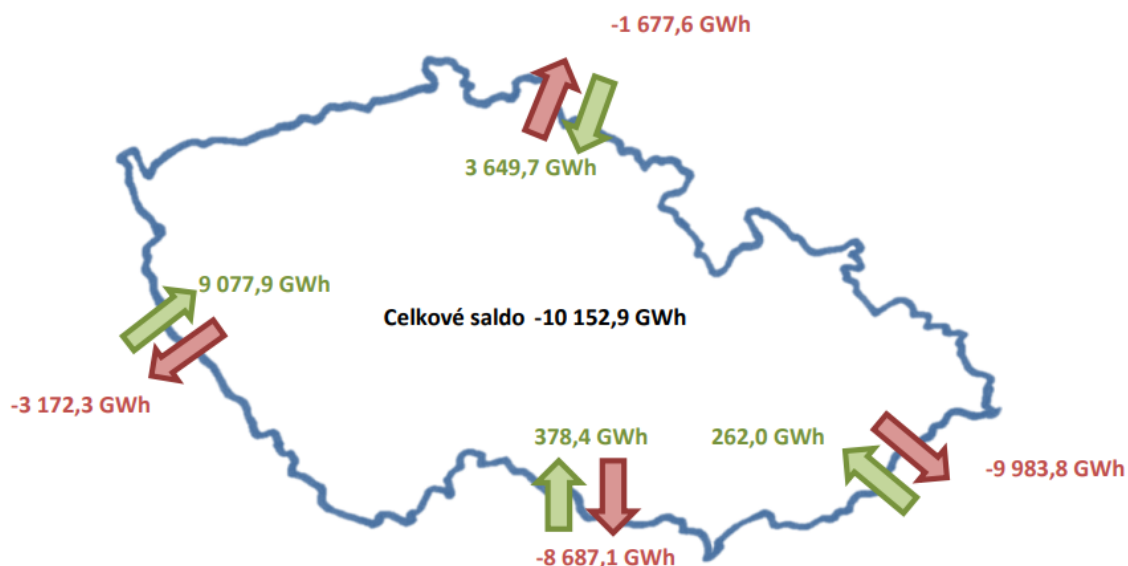 -1 677,6 GWh
3 649,7 GWh
9 077,9 GWh
Celkové saldo -10 152,9 GWh
-3 172,3 GWh
378,4 GWh
262,0 GWh
-9 983,8 GWh
-8 687,1 GWh